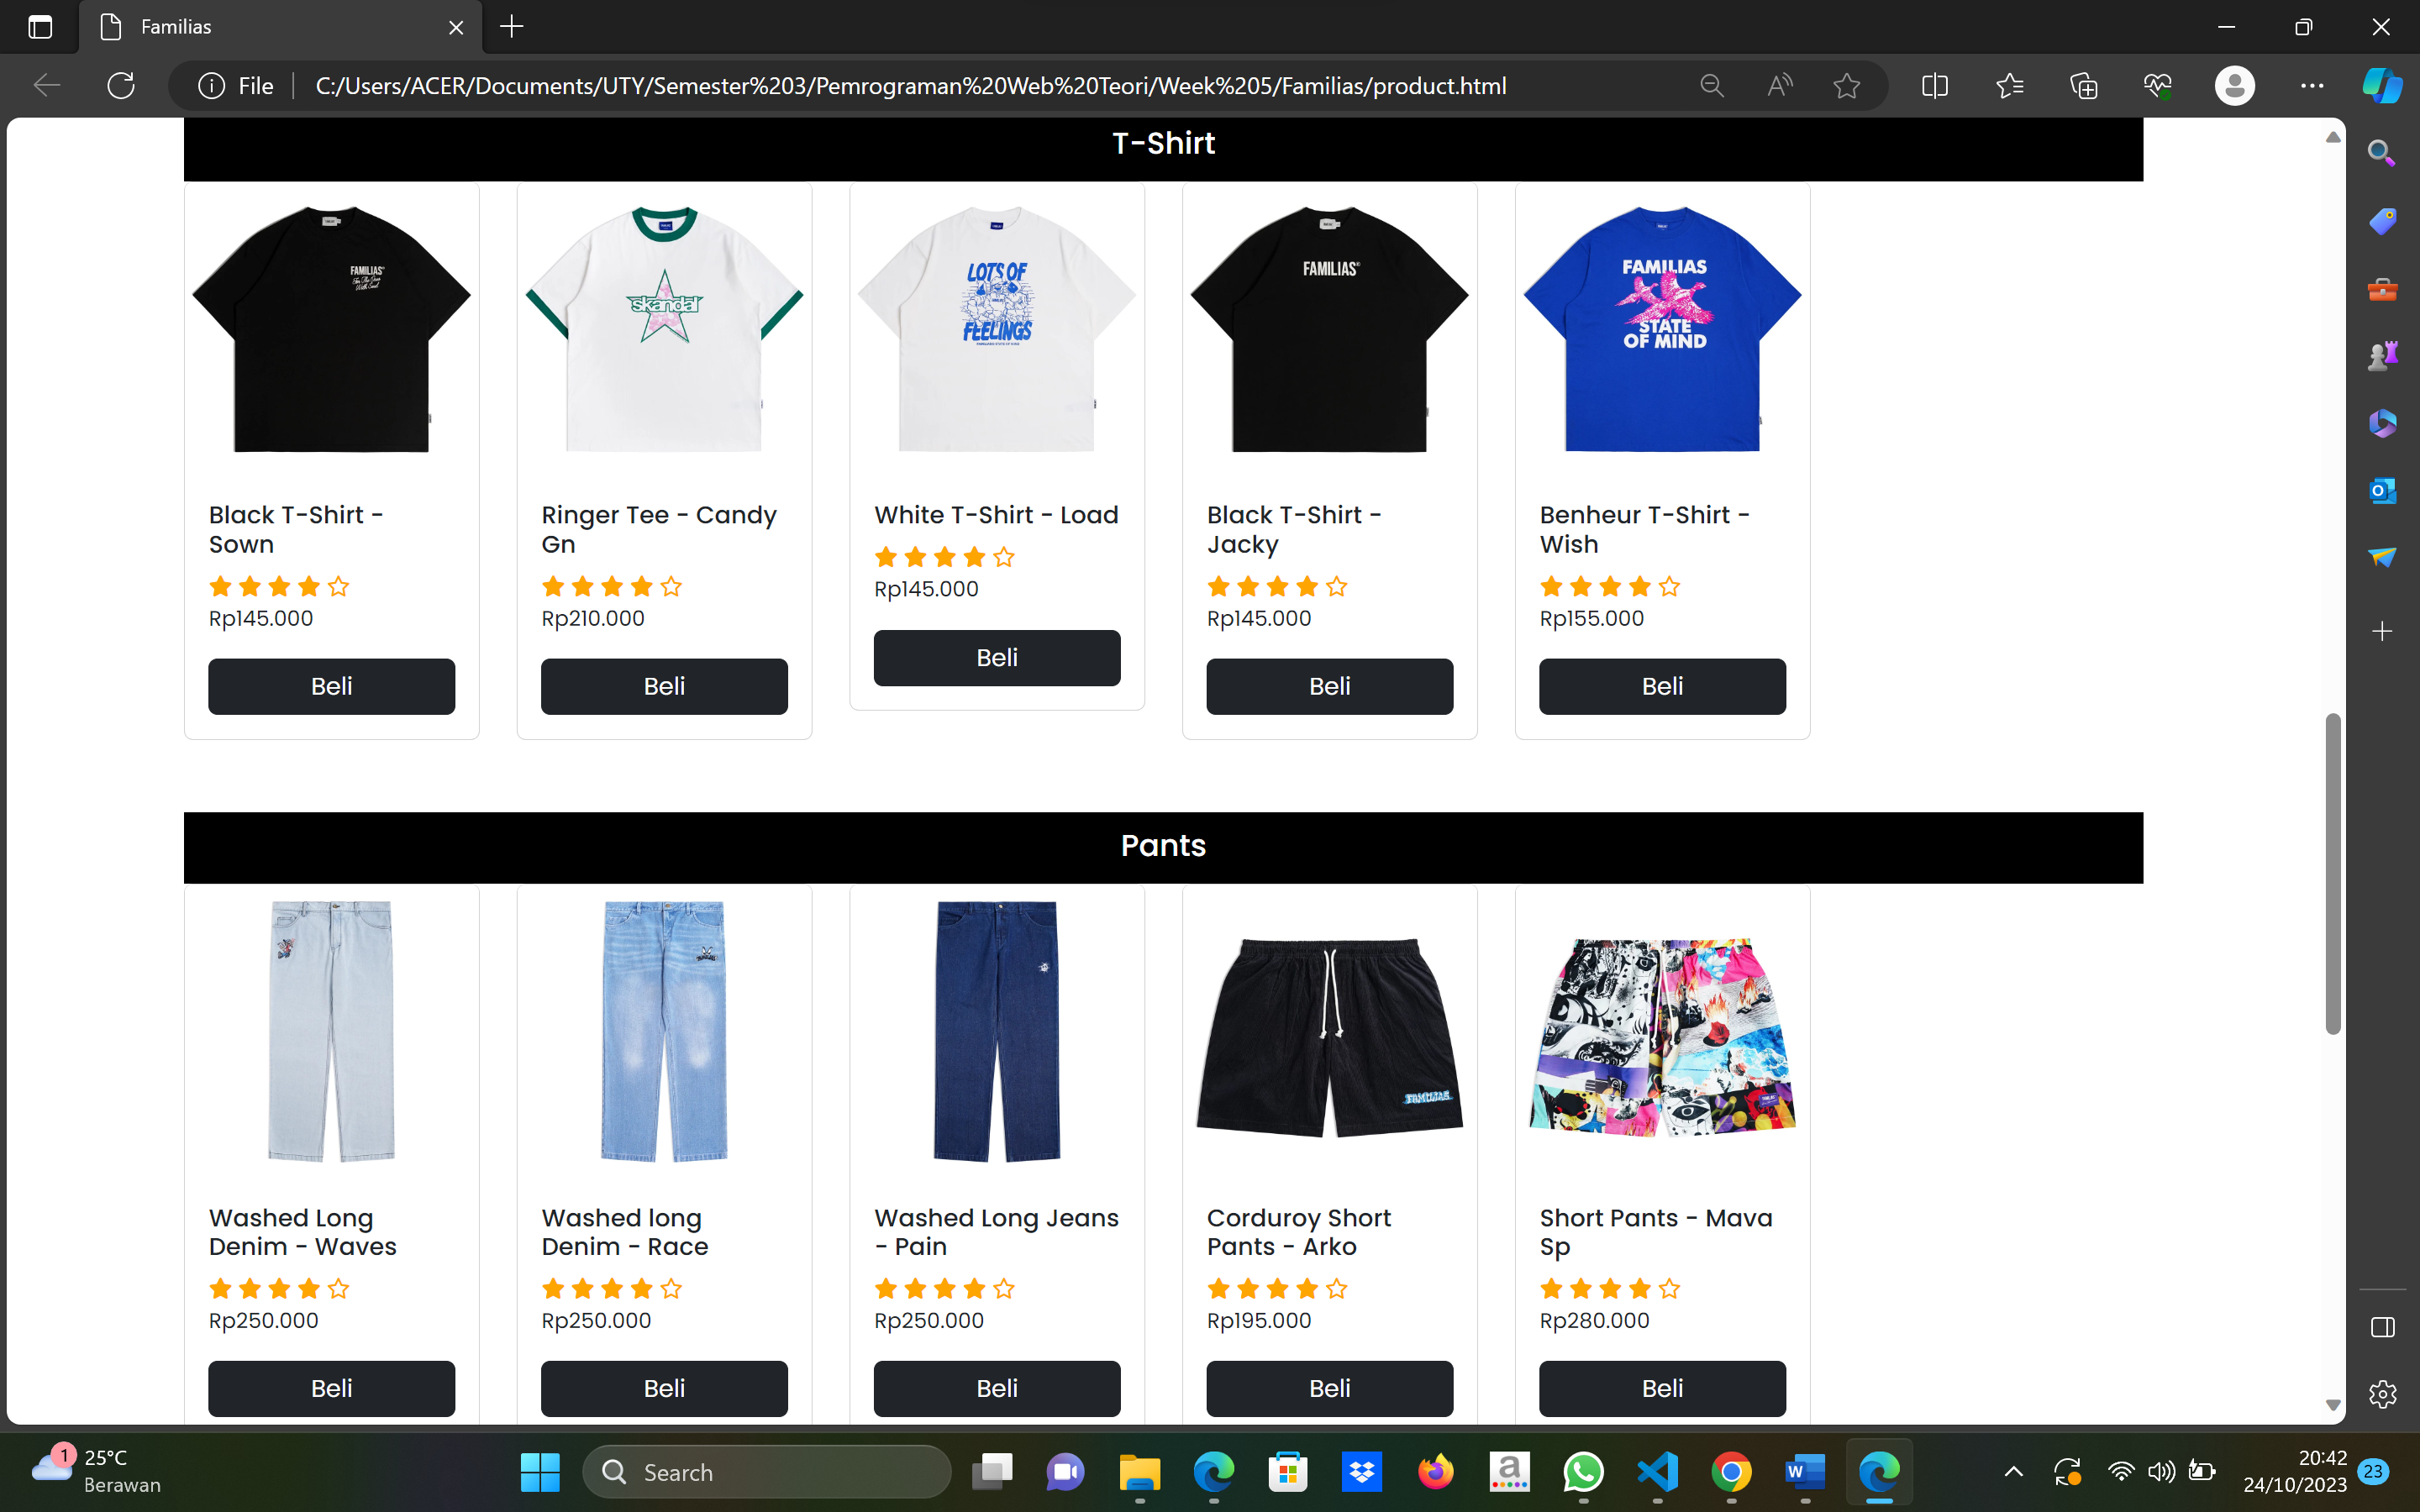 Familias
File
C:/Users/ACER/Documents/UTY/Semester%203/Pemrograman%20Web%20Teori/Week%205/Familias/product.html
T-Shirt
FAMILIAS
skandal
LOTS OF
FEELINGS
FAMILIAS
FAMILIAS
STATE
OF MIND
Black T-Shirt -
Sown
Rp145.000
Beli
Ringer Tee - Candy
Gn
Rp210.000
Beli
White T-Shirt - Load
Rp145.000
Beli
Black T-Shirt -
Jacky
Rp145.000
Beli
Benheur T-Shirt -
Wish
Rp155.000
Beli
Pants
FAMILIAS
Washed Long
Denim - Waves
Rp250.000
Beli
Washed long
Denim - Race
Rp250.000
Beli
Washed Long Jeans
- Pain
Rp250.000
Beli
Corduroy Short
Pants - Arko
Rp195.000
Beli
Short Pants - Mava
Sp
Rp280.000
Beli
1
25°C
Berawan
Search
20:42
24/10/2023
23